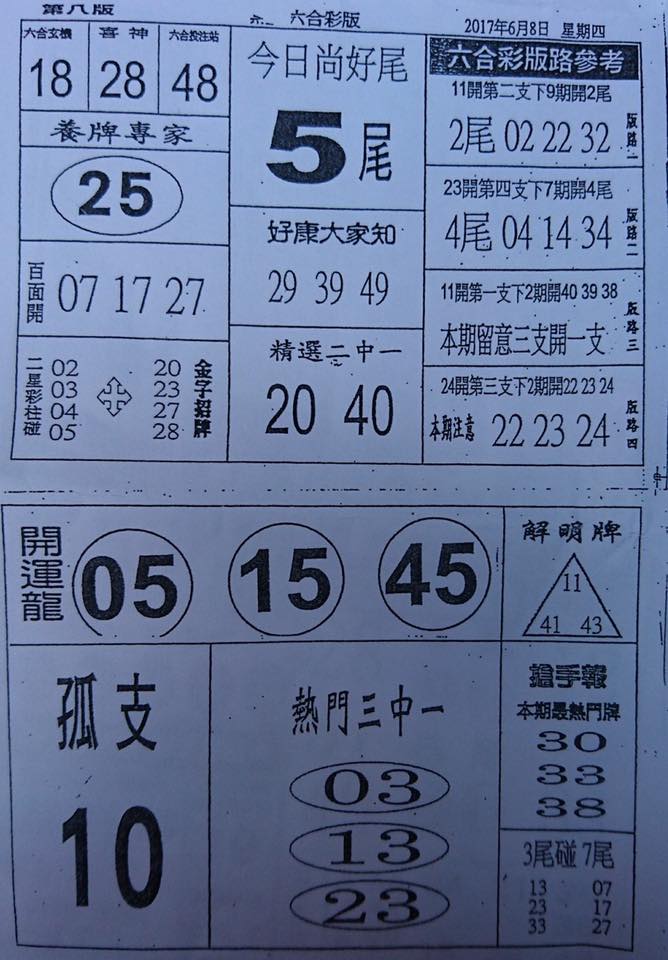 第八版
六合彩版
2017年6月8日 星期四
六合玄機
18
喜神
28
六合投注站
48
養牌專家
25
百面開
07 17 27
二星彩柱碰
02 20
03 23
04 27
05 28
金字招牌
今日尚好尾
5尾
好康大家知
29 39 49
精選二中一
20 40
六合彩版路參考
11開第二支下9期開2尾
2尾 02 22 32
版路一
23開第四支下7期開4尾
4尾 04 14 34
版路二
11開第一支下2期開40 39 38
本期留意三支開一支
版路三
24開第三支下2期開22 23 24
本期注意 22 23 24
版路四
開運龍
05 15 45
解明牌
11
41 43
孤支
10
熱門三中一
03
13
23
搶手報
本期最熱門牌
30
33
38
3尾碰7尾
13 07
23 17
33 27